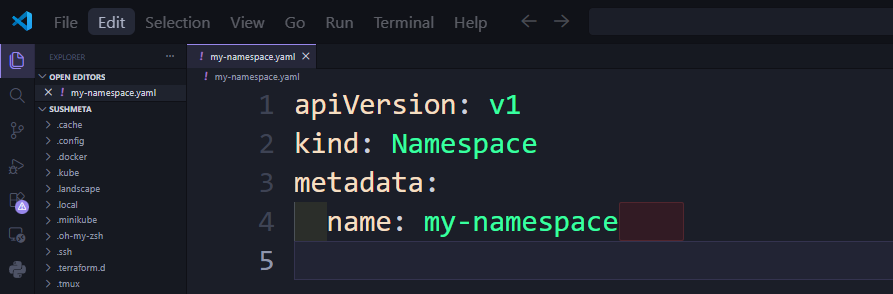 File Edit Selection View Go Run Terminal Help
EXPLORER ...
OPEN EDITORS
! my-namespace.yaml
SUSHMETA
.cache
.config
.docker
.kube
.landscape
.local
.minikube
.oh-my-zsh
.ssh
.terraform.d
.tmux
! my-namespace.yaml
! my-namespace.yaml
1 apiVersion: v1
2 kind: Namespace
3 metadata:
4 name: my-namespace
5